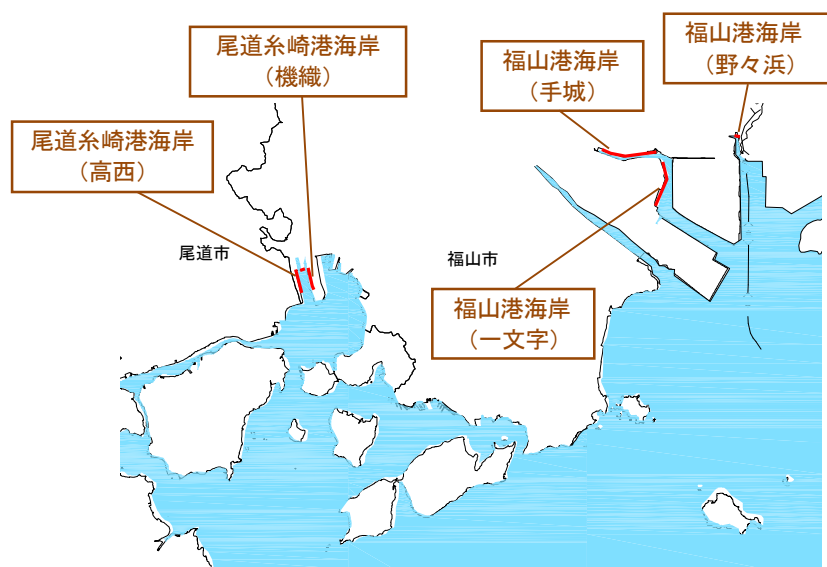 尾道糸崎港海岸
（機織）
福山港海岸
（手城）
福山港海岸
（野々浜）
尾道糸崎港海岸
（高西）
尾道市
福山市
福山港海岸
（一文字）